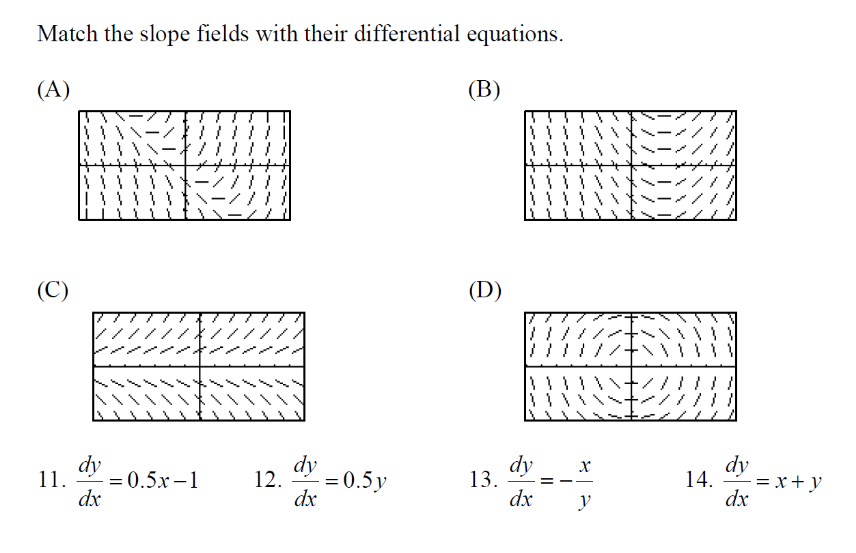 Match the slope fields with their differential equations.
(A) (B)
(C) (D)
11. dy/dx = 0.5x − 1 12. dy/dx = 0.5y 13. dy/dx = −x/y 14. dy/dx = x + y